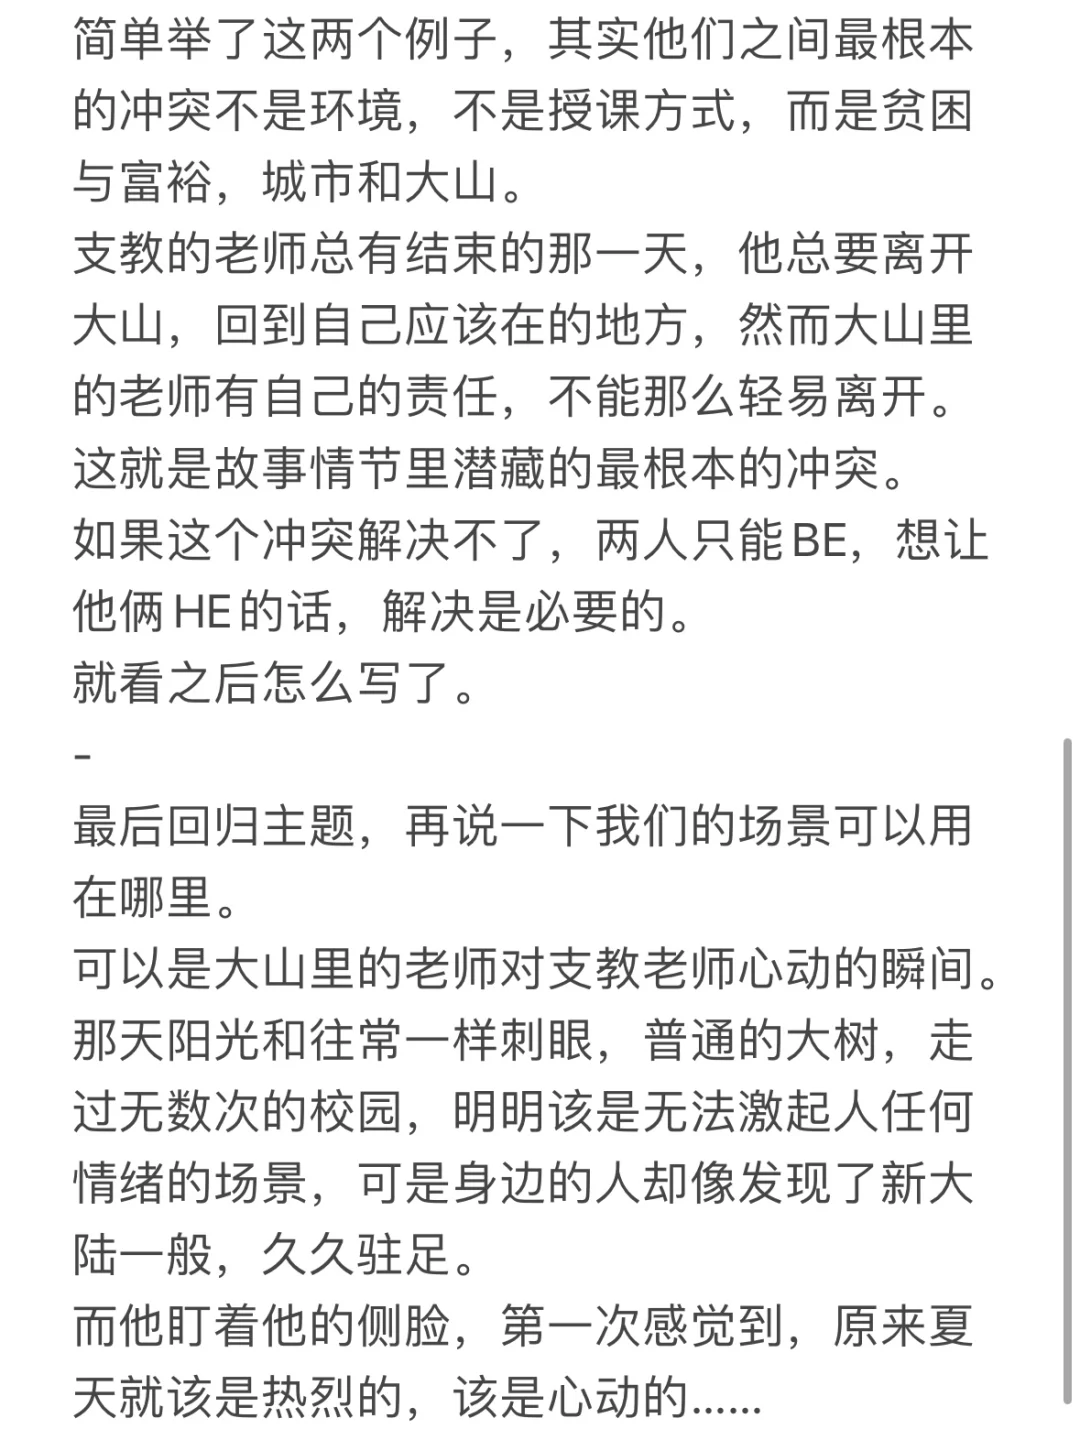 简单举了这两个例子，其实他们之间最根本
的冲突不是环境，不是授课方式，而是贫困
与富裕，城市和大山。
支教的老师总有结束的那一天，他总要离开
大山，回到自己应该在的地方，然而大山里
的老师有自己的责任，不能那么轻易离开。
这就是故事情节里潜藏的最根本的冲突。
如果这个冲突解决不了，两人只能BE，想让
他俩HE的话，解决是必要的。
就看之后怎么写了。
-
最后回归主题，再说一下我们的场景可以用
在哪里。
可以是大山里的老师对支教老师心动的瞬间。
那天阳光和往常一样刺眼，普通的大树，走
过无数次的校园，明明该是无法激起人任何
情绪的场景，可是身边的人却像发现了新大
陆一般，久久驻足。
而他盯着他的侧脸，第一次感觉到，原来夏
天就该是热烈的，该是心动的……